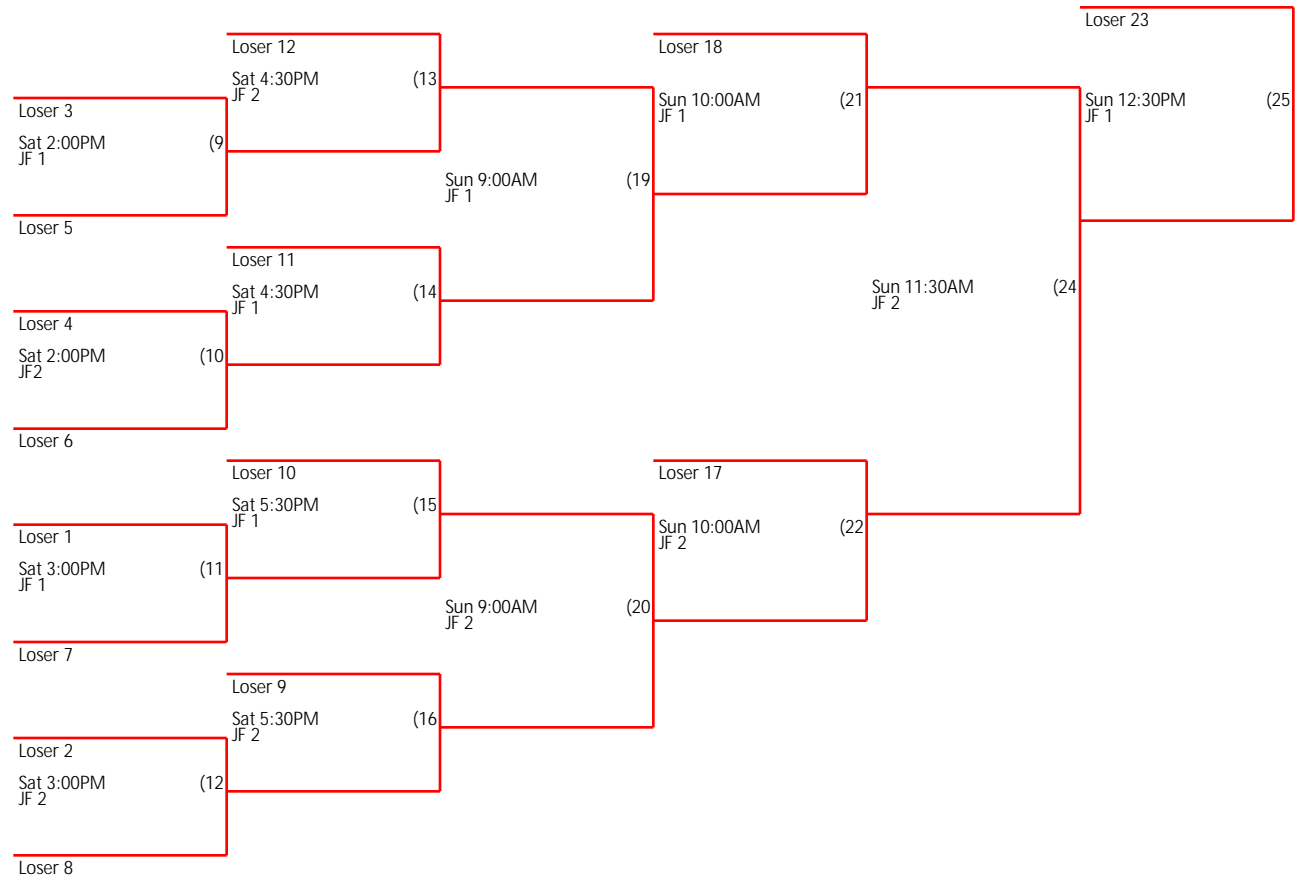 Loser 23
Loser 12
Loser 18
Sat 4:30PM (13
JF 2
Sun 10:00AM (21
JF 1
Sun 12:30PM (25
JF 1
Loser 3
Sat 2:00PM (9
JF 1
Sun 9:00AM (19
JF 1
Loser 5
Loser 11
Sat 4:30PM (14
JF 1
Sun 11:30AM (24
JF 2
Loser 4
Sat 2:00PM (10
JF2
Loser 6
Loser 10
Loser 17
Sat 5:30PM (15
JF 1
Sun 10:00AM (22
JF 2
Loser 1
Sat 3:00PM (11
JF 1
Sun 9:00AM (20
JF 2
Loser 7
Loser 9
Sat 5:30PM (16
JF 2
Loser 2
Sat 3:00PM (12
JF 2
Loser 8